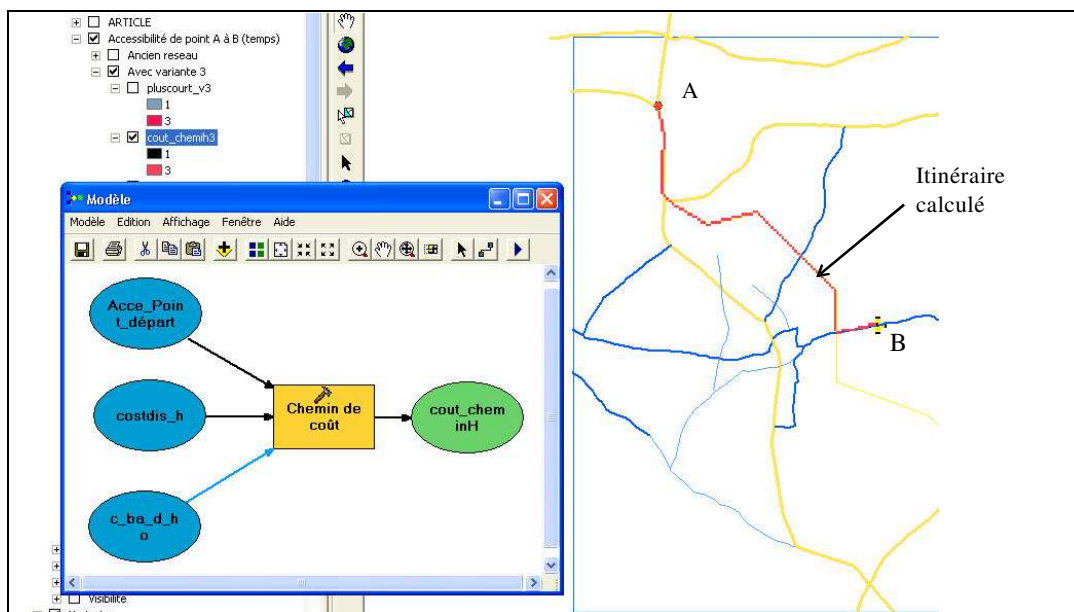 ARTICLE
Accessibilité de point A à B (temps)
Ancien reseau
Avec variante 3
pluscourt_v3
1
3
cout_chemih3
1
3
Modèle
Modèle Edition Affichage Fenêtre Aide
Acce_Poin
t_départ
costdis_h
c_ba_d_h
o
Chemin de
coût
cout_chem
inH
Visibilite
A
Itinéraire
calculé
B